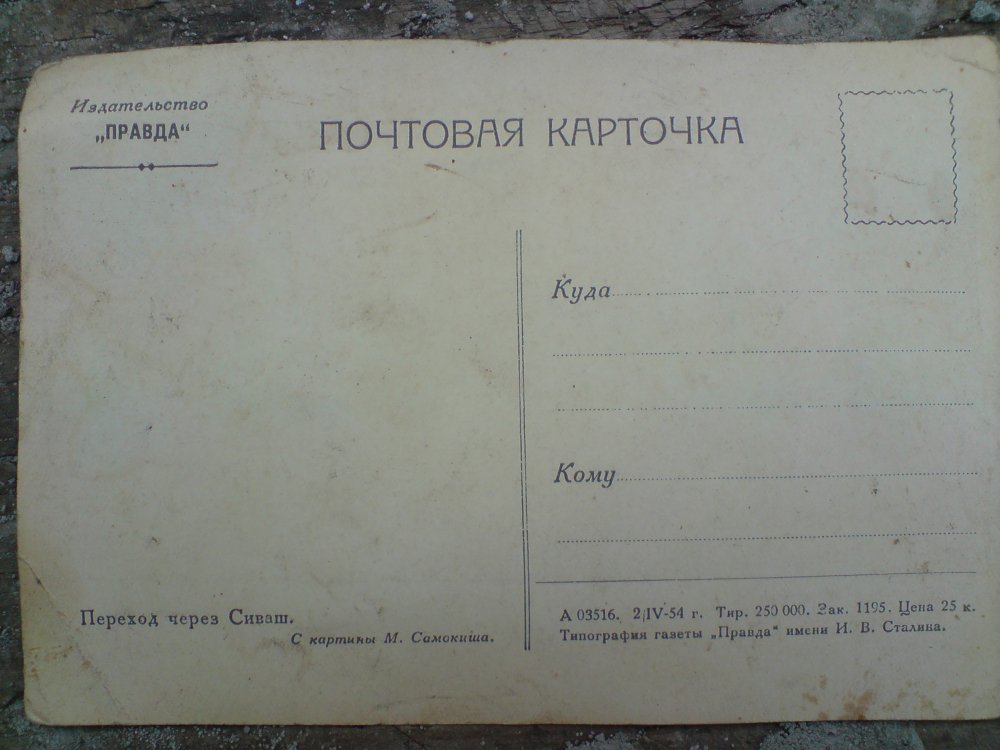 Издательство
„ПРАВДА“
ПОЧТОВАЯ КАРТОЧКА
Куда
Кому
Переход через Сиваш.
С картины М. Самокиша.
А 03516. 2/IV-54 г. Тир. 250 000. Зак. 1195. Цена 25 к.
Типография газеты „Правда“ имени И. В. Сталина.